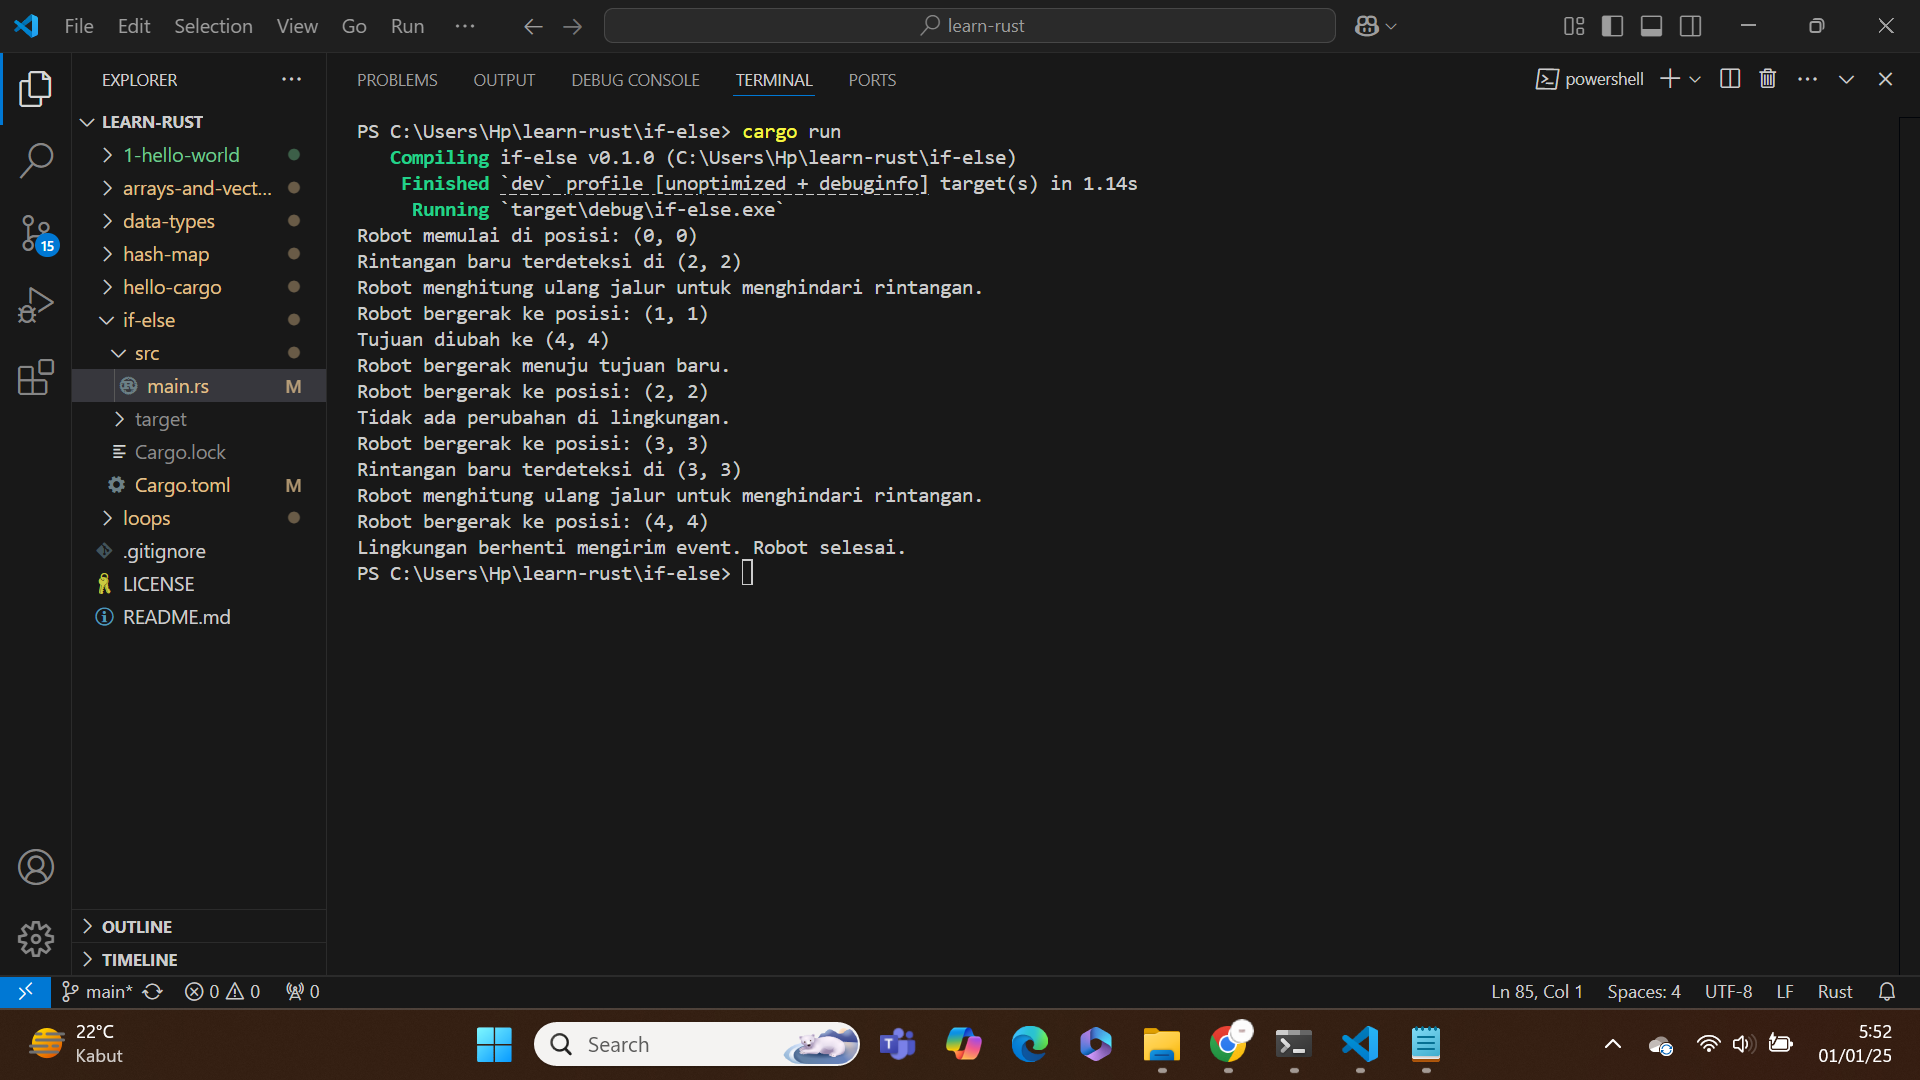 File Edit Selection View Go Run ··· learn-rust
EXPLORER ···
LEARN-RUST
1-hello-world
arrays-and-vect...
data-types
hash-map
hello-cargo
if-else
src
main.rs M
target
Cargo.lock
Cargo.toml M
loops
.gitignore
LICENSE
README.md
OUTLINE
TIMELINE
15
PROBLEMS OUTPUT DEBUG CONSOLE TERMINAL PORTS
powershell
PS C:\Users\Hp\learn-rust\if-else> cargo run
Compiling if-else v0.1.0 (C:\Users\Hp\learn-rust\if-else)
Finished `dev` profile [unoptimized + debuginfo] target(s) in 1.14s
Running `target\debug\if-else.exe`
Robot memulai di posisi: (0, 0)
Rintangan baru terdeteksi di (2, 2)
Robot menghitung ulang jalur untuk menghindari rintangan.
Robot bergerak ke posisi: (1, 1)
Tujuan diubah ke (4, 4)
Robot bergerak menuju tujuan baru.
Robot bergerak ke posisi: (2, 2)
Tidak ada perubahan di lingkungan.
Robot bergerak ke posisi: (3, 3)
Rintangan baru terdeteksi di (3, 3)
Robot menghitung ulang jalur untuk menghindari rintangan.
Robot bergerak ke posisi: (4, 4)
Lingkungan berhenti mengirim event. Robot selesai.
PS C:\Users\Hp\learn-rust\if-else>
main* 0 0 0 Ln 85, Col 1 Spaces: 4 UTF-8 LF Rust
22°C
Kabut
Search
5:52
01/01/25